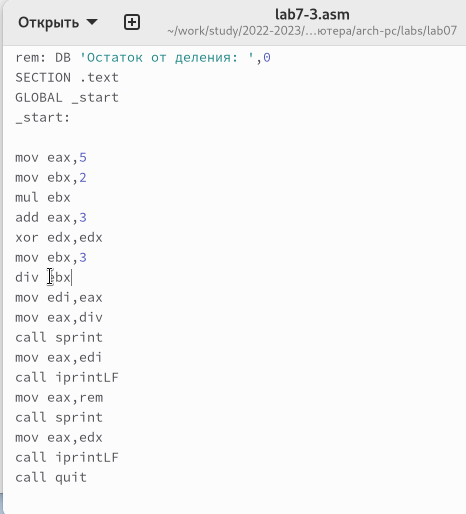 Открыть
lab7-3.asm
~/work/study/2022-2023/…ютера/arch-pc/labs/lab07
rem: DB 'Остаток от деления: ',0
SECTION .text
GLOBAL _start
_start:
mov eax,5
mov ebx,2
mul ebx
add eax,3
xor edx,edx
mov ebx,3
div ebx
mov edi,eax
mov eax,div
call sprint
mov eax,edi
call iprintLF
mov eax,rem
call sprint
mov eax,edx
call iprintLF
call quit